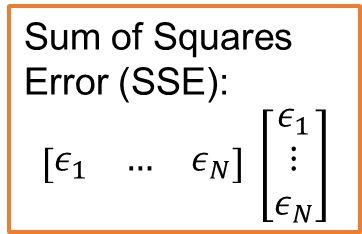 Sum of Squares
Error (SSE):
[ϵ₁ … ϵ_N] [ϵ₁ ⋮ ϵ_N]